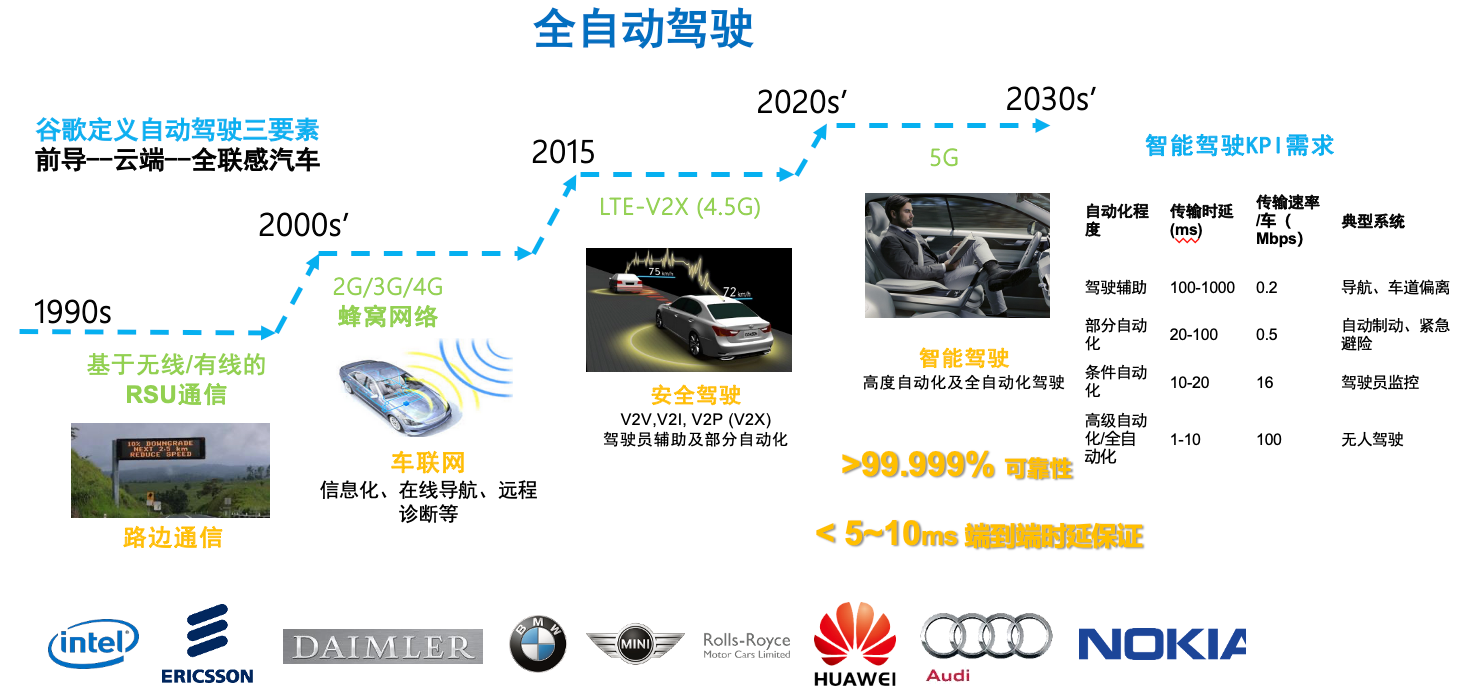 全自动驾驶
谷歌定义自动驾驶三要素
前导--云端--全联感汽车
1990s
基于无线/有线的
RSU通信
10% DOWNGRADE
NEXT 2.5 km
REDUCE SPEED
路边通信
2000s’
2G/3G/4G
蜂窝网络
车联网
信息化、在线导航、远程
诊断等
2015
LTE-V2X (4.5G)
75 km/h
72 km/h
安全驾驶
V2V,V2I, V2P (V2X)
驾驶员辅助及部分自动化
2020s’
2030s’
5G
智能驾驶
高度自动化及全自动化驾驶
>99.999% 可靠性
< 5~10ms 端到端时延保证
智能驾驶KPI需求
自动化程
度
传输时延
(ms)
传输速率
/车（
Mbps）
典型系统
驾驶辅助 100-1000 0.2 导航、车道偏离
部分自动
化
20-100 0.5
自动制动、紧急
避险
条件自动
化
10-20 16 驾驶员监控
高级自动
化/全自
动化
1-10 100 无人驾驶
intel
ERICSSON
DAIMLER
BMW
MINI
Rolls-Royce
Motor Cars Limited
HUAWEI
Audi
NOKIA